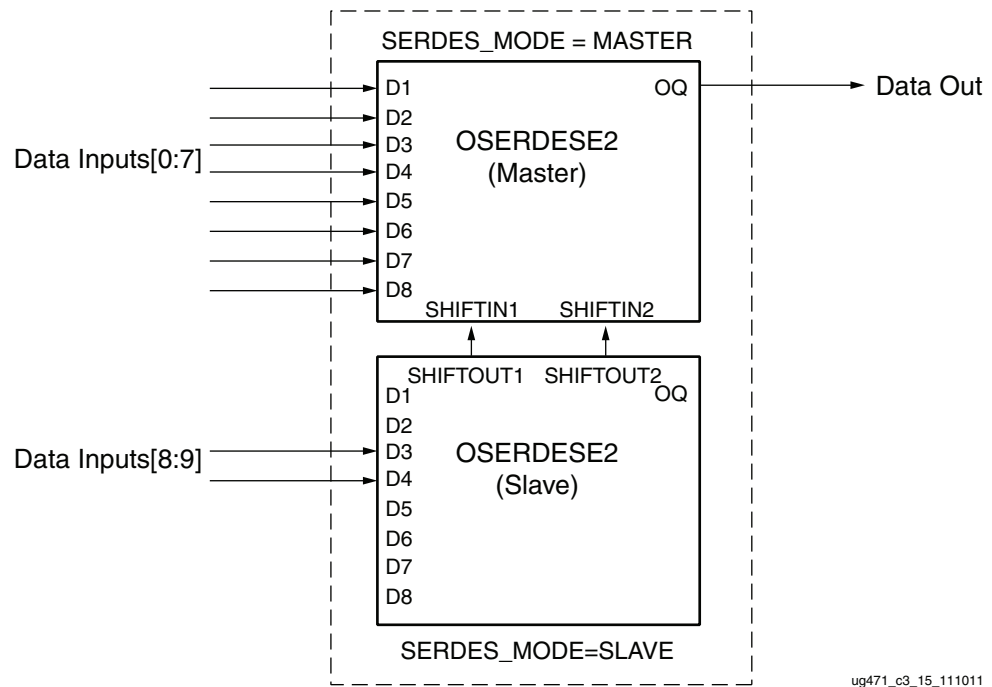 SERDES_MODE = MASTER
Data Inputs[0:7]
D1
D2
D3
D4
D5
D6
D7
D8
OQ
OSERDESE2
(Master)
SHIFTIN1 SHIFTIN2
Data Out
SHIFTOUT1 SHIFTOUT2
Data Inputs[8:9]
D1
D2
D3
D4
D5
D6
D7
D8
OQ
OSERDESE2
(Slave)
SERDES_MODE=SLAVE
ug471_c3_15_111011